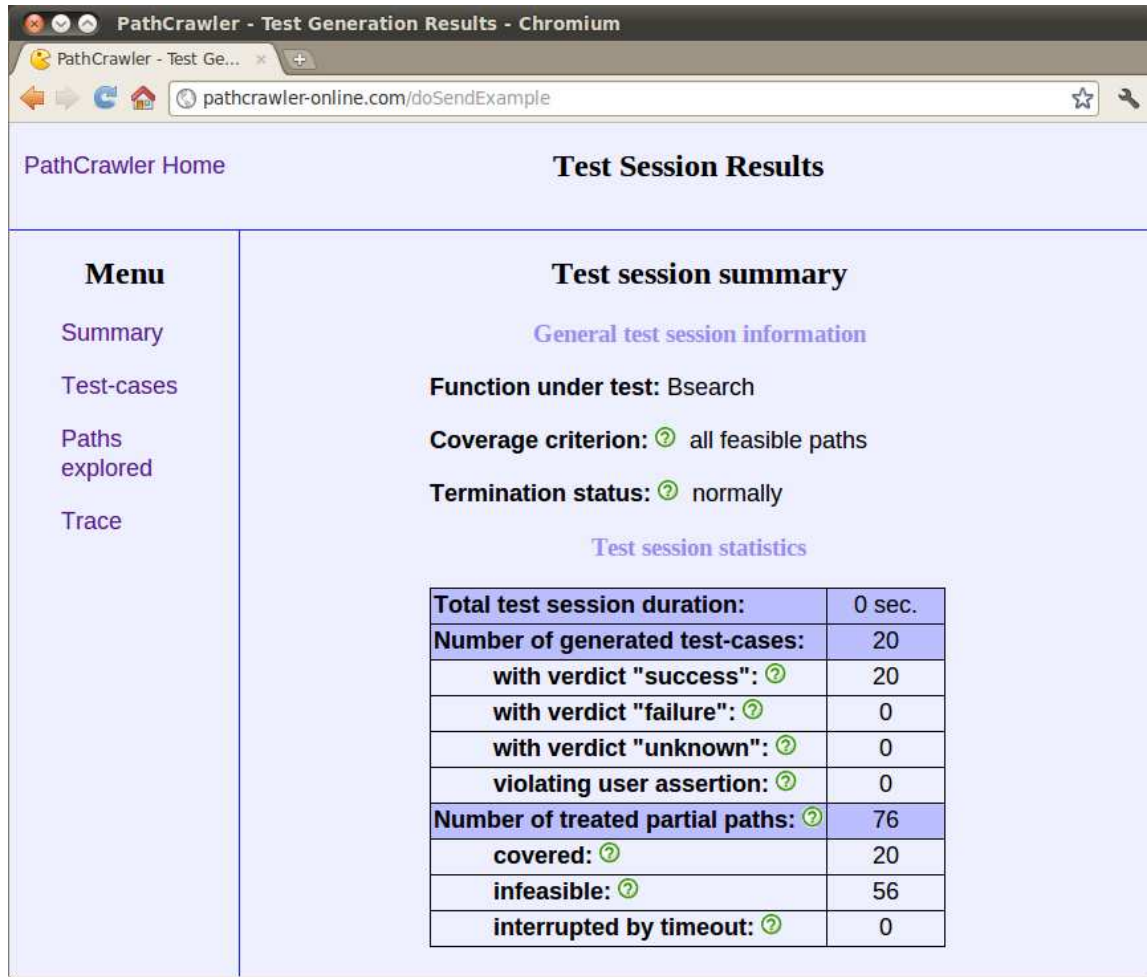 PathCrawler - Test Generation Results - Chromium
PathCrawler - Test Ge...
pathcrawler-online.com/doSendExample
PathCrawler Home
Test Session Results
Menu
Summary
Test-cases
Paths
explored
Trace
Test session summary
General test session information
Function under test: Bsearch
Coverage criterion: ? all feasible paths
Termination status: ? normally
Test session statistics
Total test session duration: 0 sec.
Number of generated test-cases: 20
with verdict "success": ? 20
with verdict "failure": ? 0
with verdict "unknown": ? 0
violating user assertion: ? 0
Number of treated partial paths: ? 76
covered: ? 20
infeasible: ? 56
interrupted by timeout: ? 0